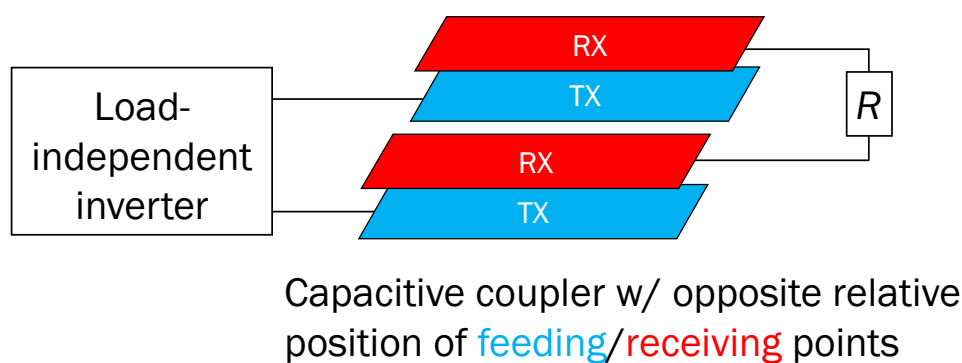 Load-
independent
inverter
RX
TX
RX
TX
R
Capacitive coupler w/ opposite relative
position of feeding/receiving points